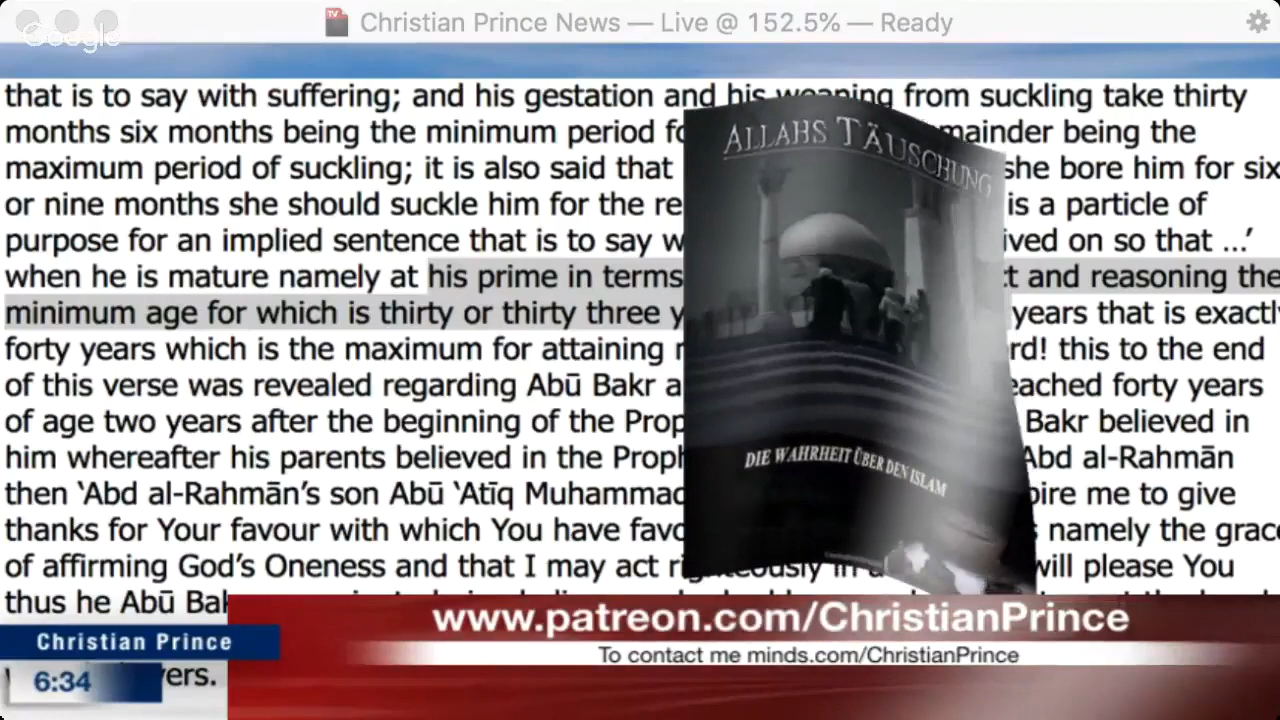 Christian Prince News — Live @ 152.5% — Ready
Google
that is to say with suffering; and his gestation and his weaning from suckling take thirty
months six months being the minimum period mainder being the
maximum period of suckling; it is also said that she bore him for six
or nine months she should suckle him for the is a particle of
purpose for an implied sentence that is to say ived on so that …’
when he is mature namely at his prime in terms and reasoning the
minimum age for which is thirty or thirty three years that is exactly
forty years which is the maximum for attaining rd! this to the end
of this verse was revealed regarding Abū Bakr eached forty years
of age two years after the beginning of the Prop Bakr believed in
him whereafter his parents believed in the Proph Abd al-Rahmān
then ‘Abd al-Rahmān’s son Abū ‘Atīq Muhammad pire me to give
thanks for Your favour with which You have favo namely the grace
of affirming God’s Oneness and that I may act righteously in will please You
thus he Abū Bak
ers.
ALLAHS TÄUSCHUNG
DIE WAHRHEIT ÜBER DEN ISLAM
www.patreon.com/ChristianPrince
To contact me minds.com/ChristianPrince
Christian Prince
6:34